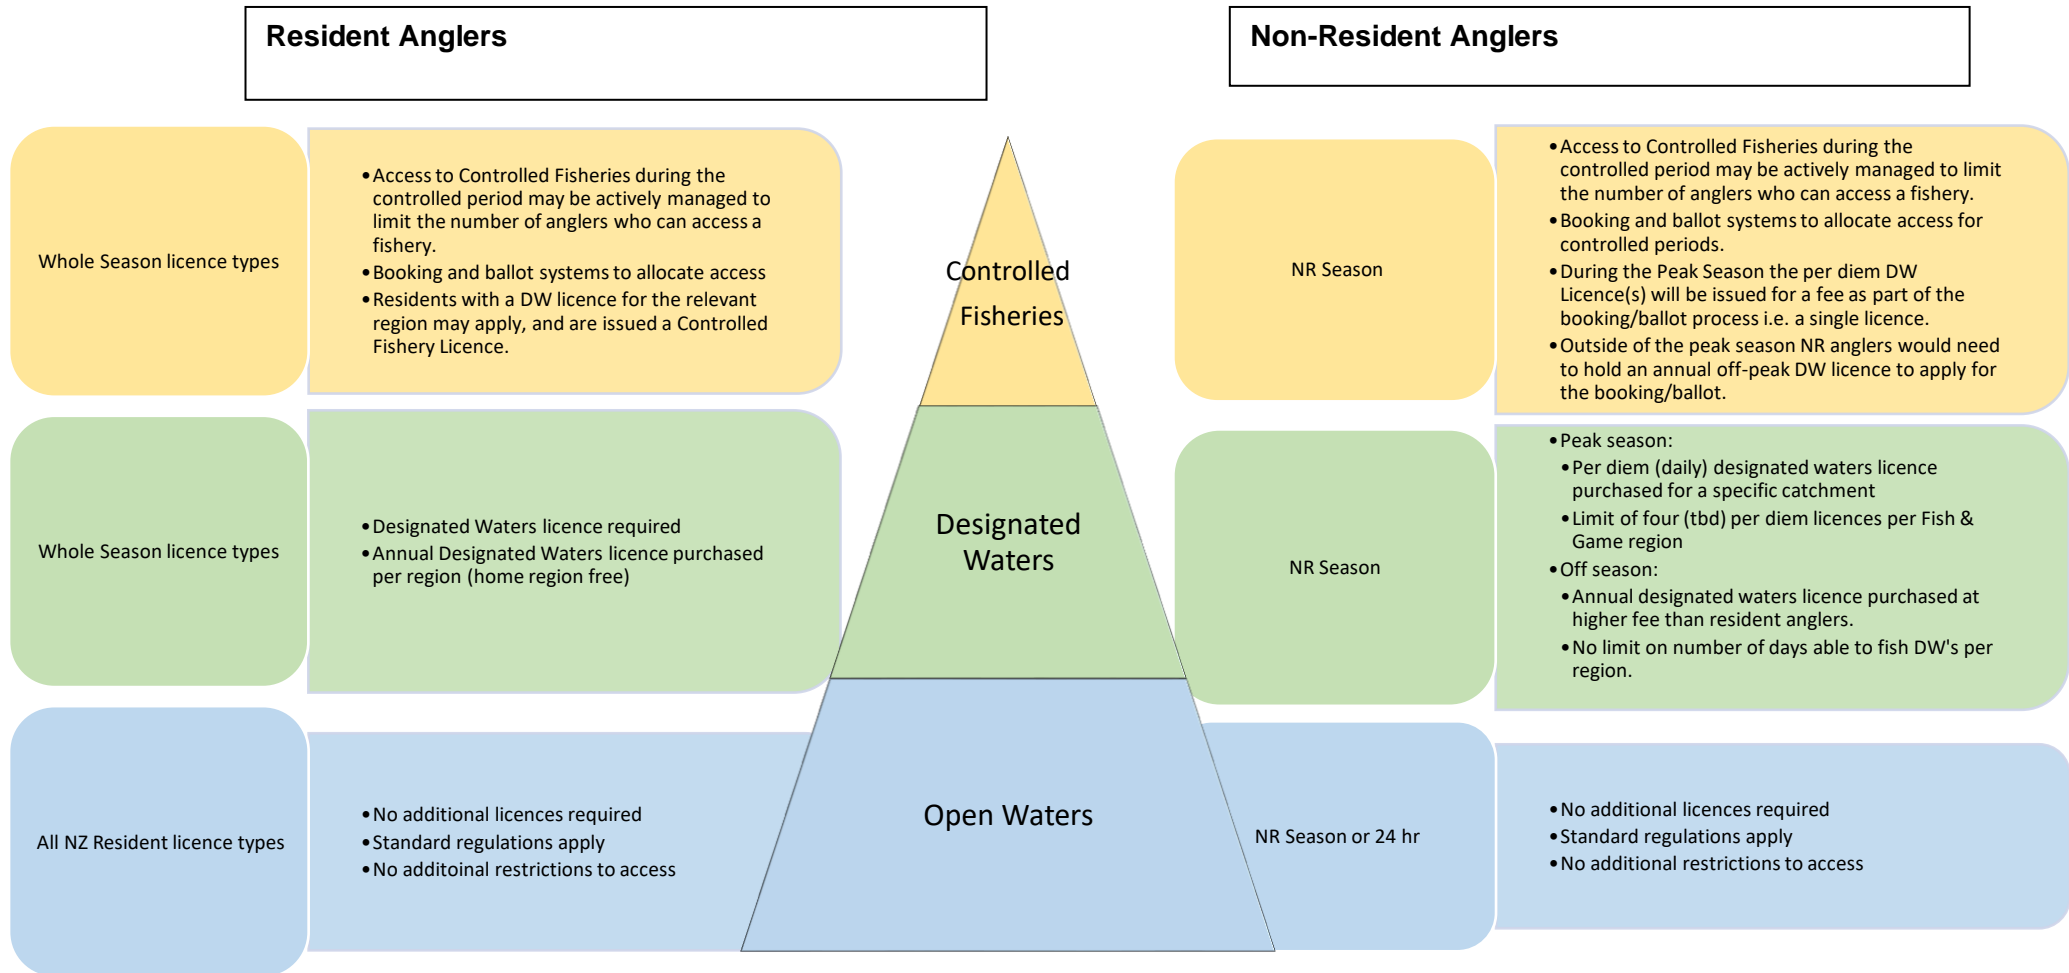 Resident Anglers
Non-Resident Anglers
Whole Season licence types
•Access to Controlled Fisheries during the
controlled period may be actively managed to
limit the number of anglers who can access a
fishery.
•Booking and ballot systems to allocate access
•Residents with a DW licence for the relevant
region may apply, and are issued a Controlled
Fishery Licence.
Controlled
Fisheries
NR Season
•Access to Controlled Fisheries during the
controlled period may be actively managed to limit
the number of anglers who can access a fishery.
•Booking and ballot systems to allocate access for
controlled periods.
•During the Peak Season the per diem DW
Licence(s) will be issued for a fee as part of the
booking/ballot process i.e. a single licence.
•Outside of the peak season NR anglers would need
to hold an annual off-peak DW licence to apply for
the booking/ballot.
Whole Season licence types
•Designated Waters licence required
•Annual Designated Waters licence purchased
per region (home region free)
Designated
Waters
NR Season
•Peak season:
•Per diem (daily) designated waters licence
purchased for a specific catchment
•Limit of four (tbd) per diem licences per Fish &
Game region
•Off season:
•Annual designated waters licence purchased at
higher fee than resident anglers.
•No limit on number of days able to fish DW's per
region.
All NZ Resident licence types
•No additional licences required
•Standard regulations apply
•No additoinal restrictions to access
Open Waters
NR Season or 24 hr
•No additional licences required
•Standard regulations apply
•No additional restrictions to access